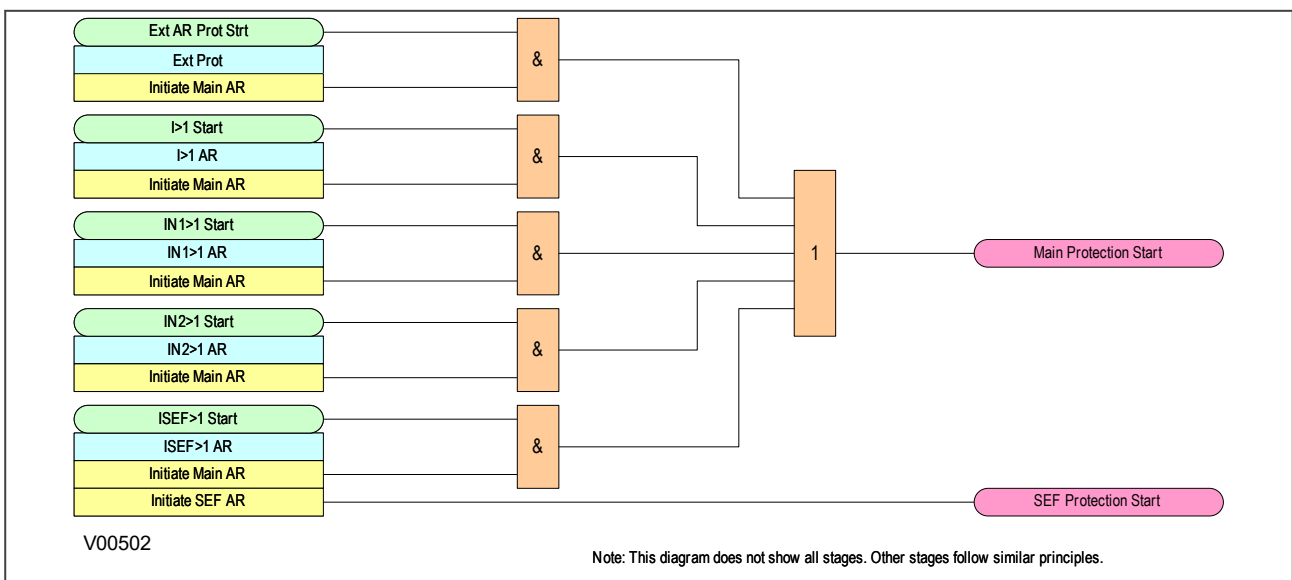 Ext AR Prot Strt
Ext Prot
Initiate Main AR
&
I>1 Start
I>1 AR
Initiate Main AR
&
IN1>1 Start
IN1>1 AR
Initiate Main AR
&
IN2>1 Start
IN2>1 AR
Initiate Main AR
&
ISEF>1 Start
ISEF>1 AR
Initiate Main AR
Initiate SEF AR
&
1
Main Protection Start
SEF Protection Start
V00502
Note: This diagram does not show all stages. Other stages follow similar principles.